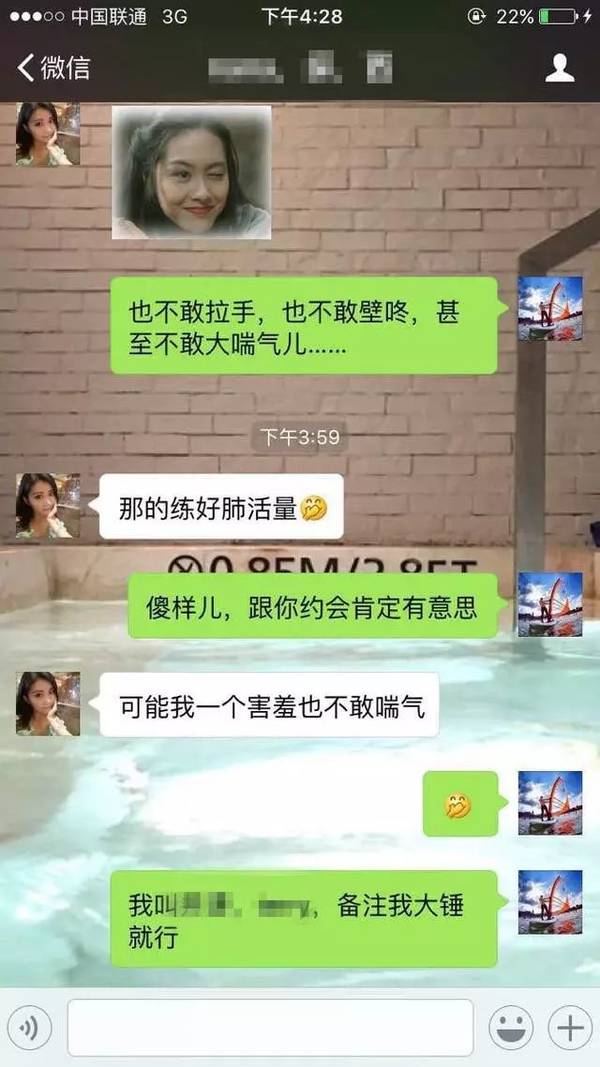 中国联通 3G 下午4:28 22%
微信
也不敢拉手，也不敢壁咚，甚
至不敢大喘气儿……
下午3:59
那的练好肺活量🤭
0.85M/2.8FT
傻样儿，跟你约会肯定有意思
可能我一个害羞也不敢喘气
🤭
我叫 ，备注我大锤
就行